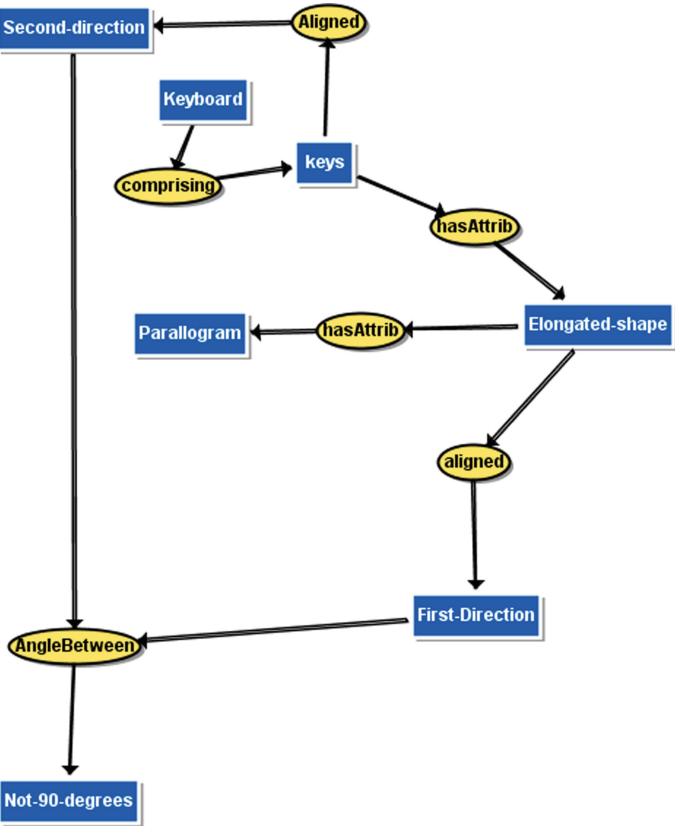 Aligned
Second-direction
Keyboard
keys
comprising
hasAttrib
Elongated-shape
hasAttrib
Parallogram
aligned
First-Direction
AngleBetween
Not-90-degrees